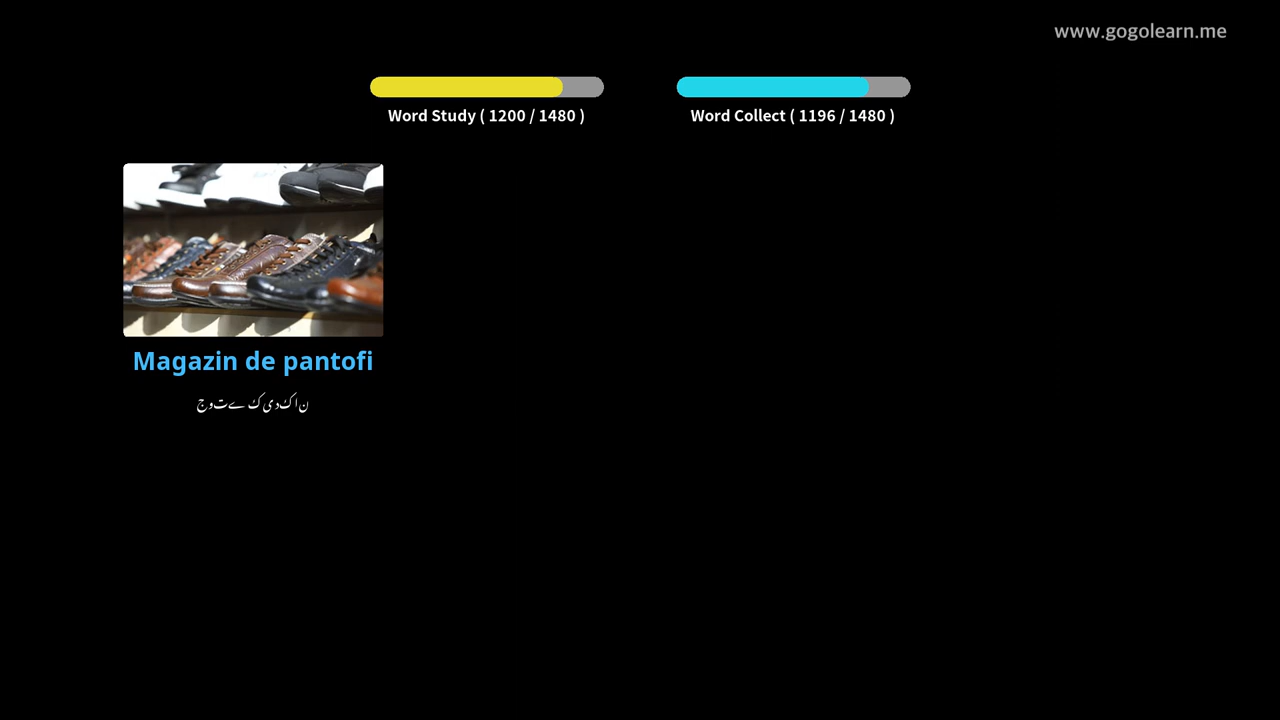 www.gogolearn.me
Word Study ( 1200 / 1480 )
Word Collect ( 1196 / 1480 )
Magazin de pantofi
جوتے کی دکان